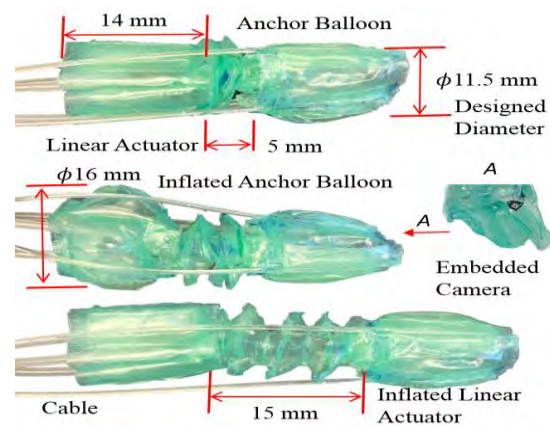 14 mm
Anchor Balloon
ϕ11.5 mm
Designed
Diameter
Linear Actuator
5 mm
ϕ16 mm
Inflated Anchor Balloon
A
A
Embedded
Camera
Cable
15 mm
Inflated Linear
Actuator